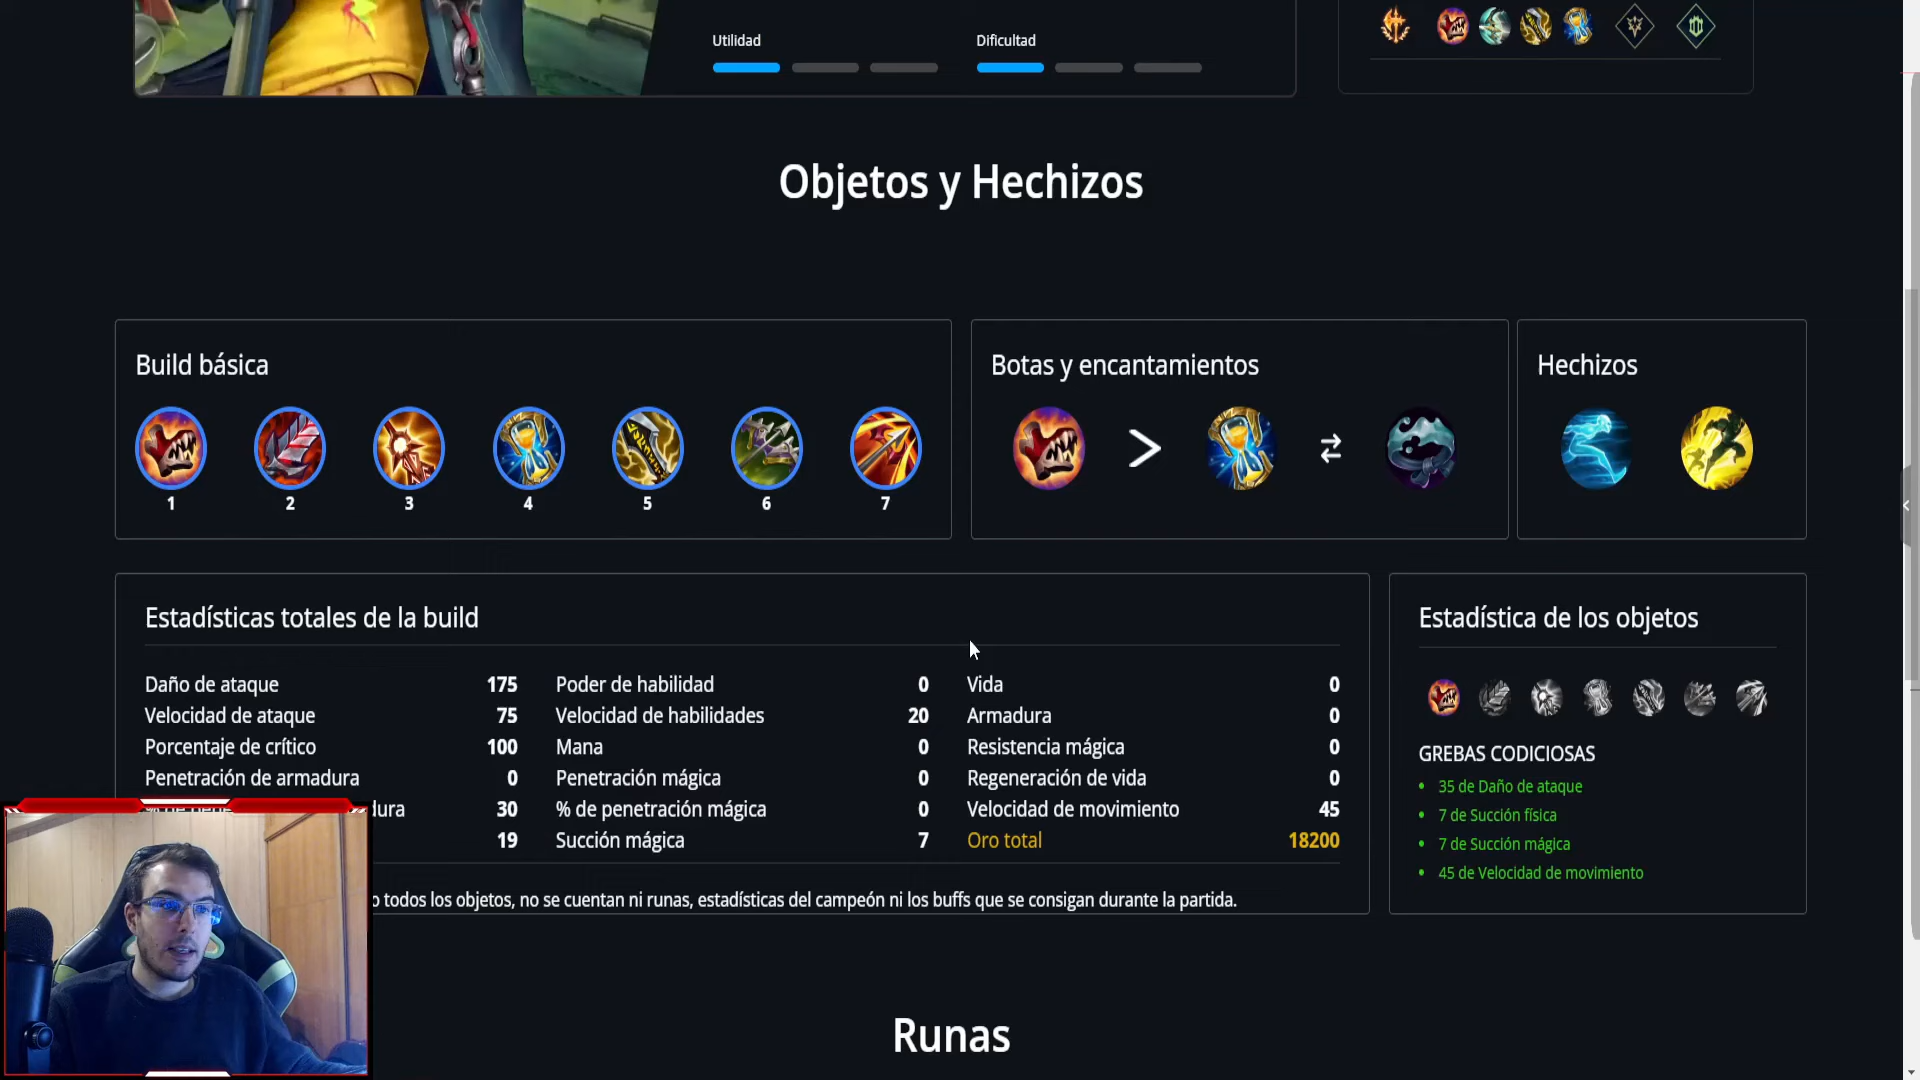 Utilidad
Dificultad
Objetos y Hechizos
Build básica
1 2 3 4 5 6 7
Botas y encantamientos
Hechizos
Estadísticas totales de la build
Daño de ataque 175
Velocidad de ataque 75
Porcentaje de crítico 100
Penetración de armadura 0
dura 30
19
Poder de habilidad 0
Velocidad de habilidades 20
Mana 0
Penetración mágica 0
% de penetración mágica 0
Succión mágica 7
Vida 0
Armadura 0
Resistencia mágica 0
Regeneración de vida 0
Velocidad de movimiento 45
Oro total 18200
o todos los objetos, no se cuentan ni runas, estadísticas del campeón ni los buffs que se consigan durante la partida.
Estadística de los objetos
GREBAS CODICIOSAS
• 35 de Daño de ataque
• 7 de Succión física
• 7 de Succión mágica
• 45 de Velocidad de movimiento
Runas